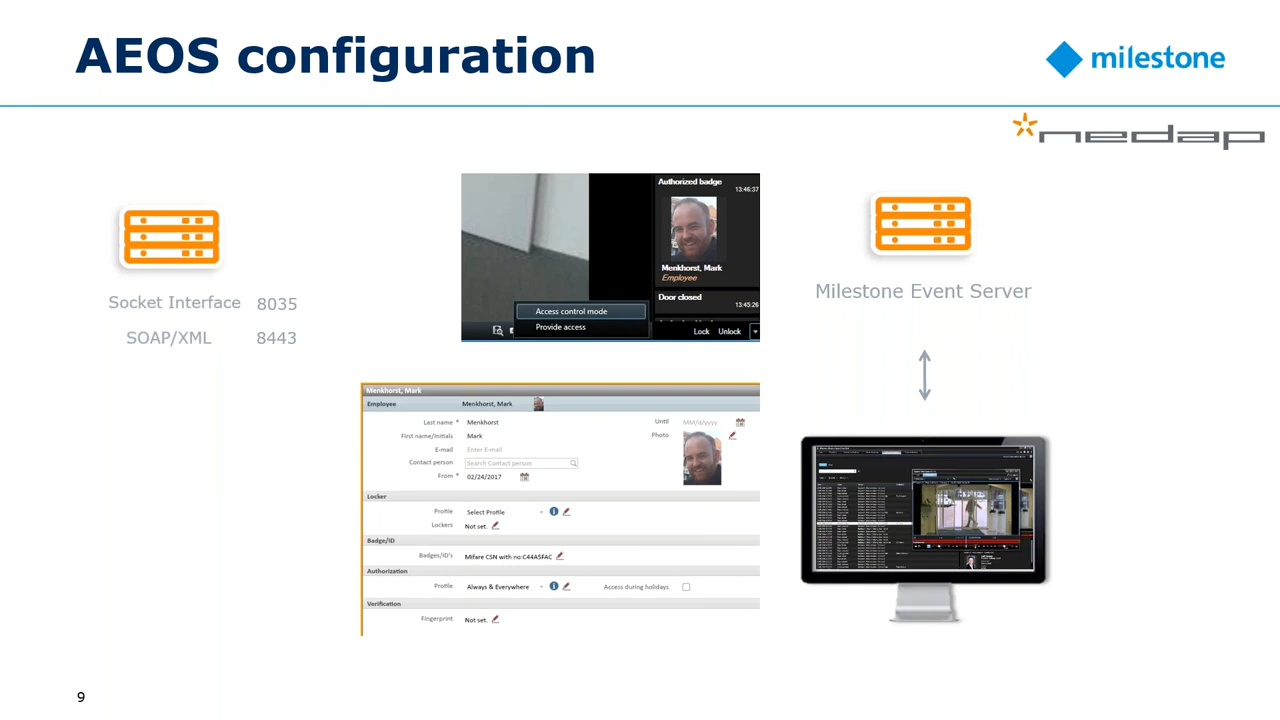 AEOS configuration
milestone
nedap
Socket Interface 8035
SOAP/XML 8443
Authorized badge
13:46:37
Menkhorst, Mark
Employee
Door closed
13:45:26
Access control mode
Provide access
Lock Unlock
Milestone Event Server
Menkhorst, Mark
Employee Menkhorst, Mark
Last name * Menkhorst
Until MM/d/yyyy
First name/Initials Mark
Photo
E-mail Enter E-mail
Contact person Search Contact person
From * 02/24/2017
Locker
Profile Select Profile
Lockers Not set.
Badge/ID
Badges/ID's Mifare CSN with no:C44A5FAC
Authorization
Profile Always & Everywhere Access during holidays
Verification
Fingerprint Not set.
9